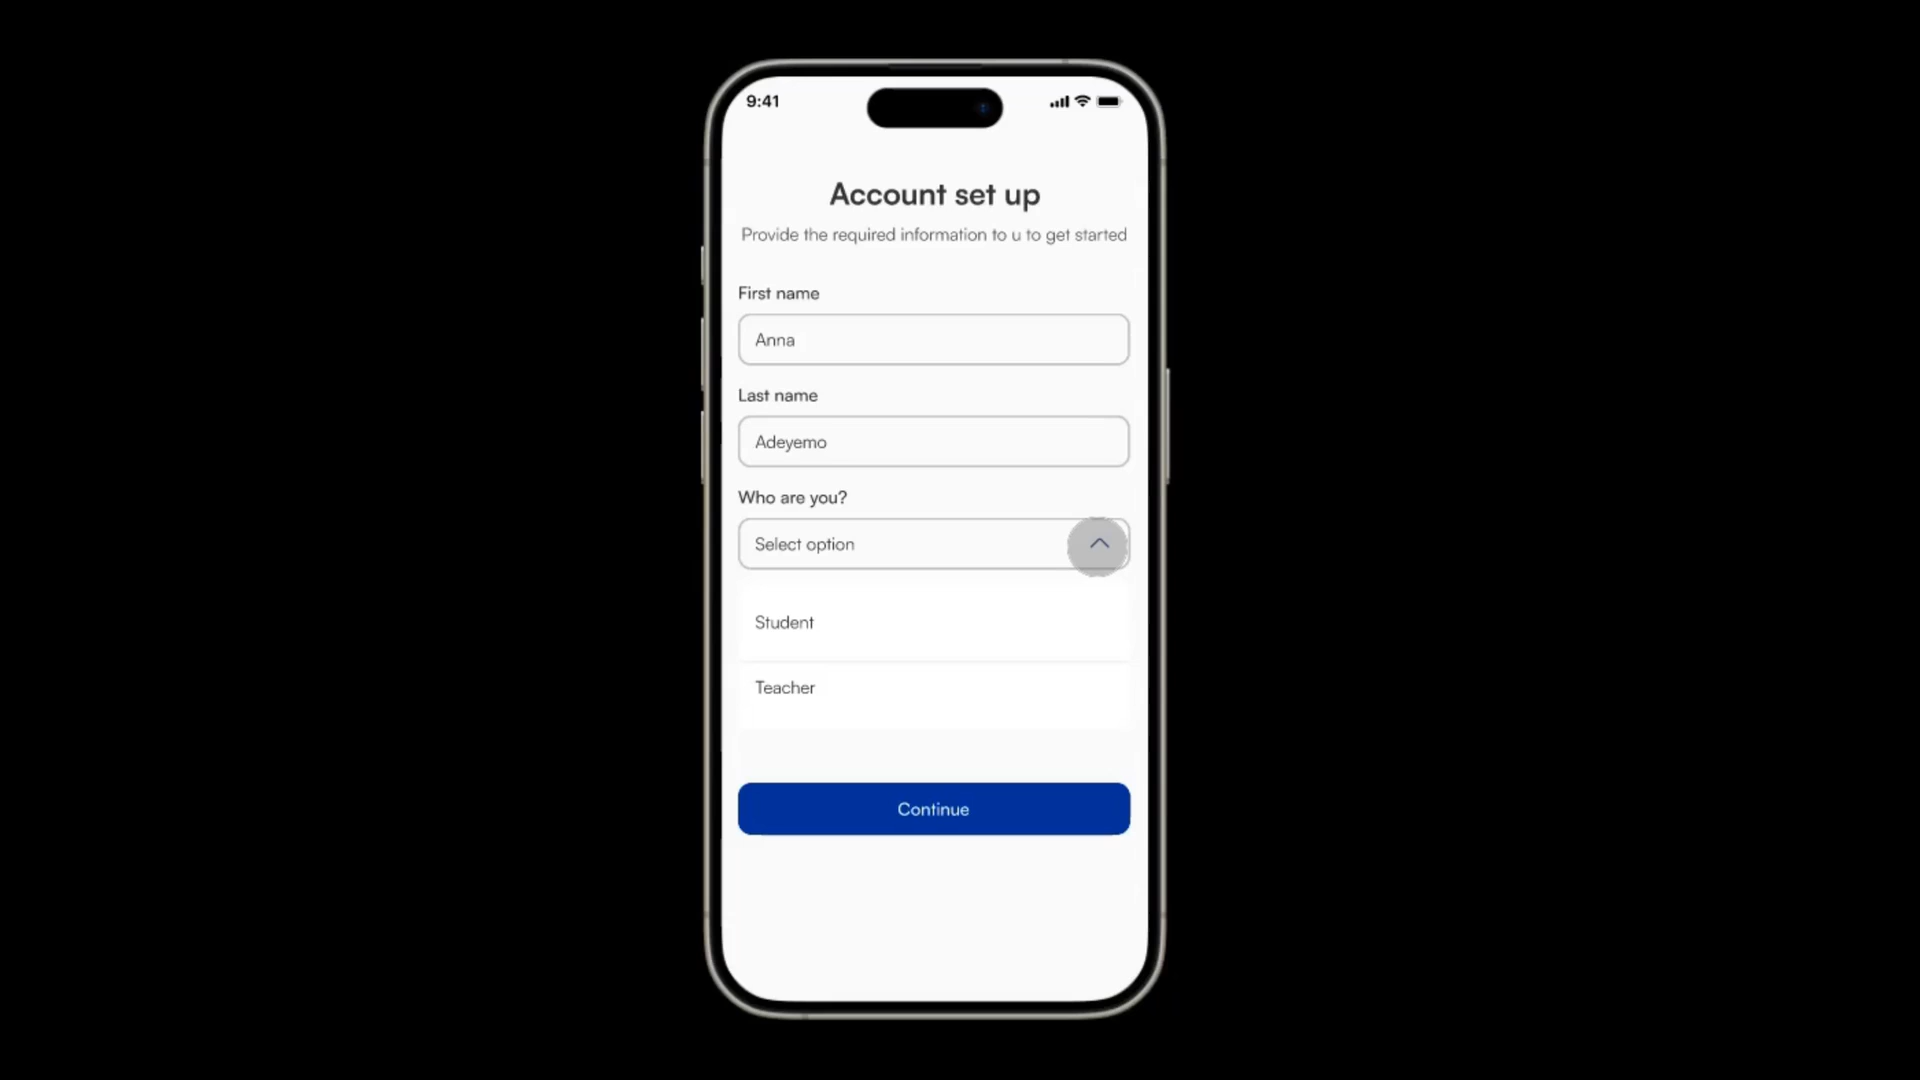 9:41
Account set up
Provide the required information to u to get started
First name
Anna
Last name
Adeyemo
Who are you?
Select option
Student
Teacher
Continue